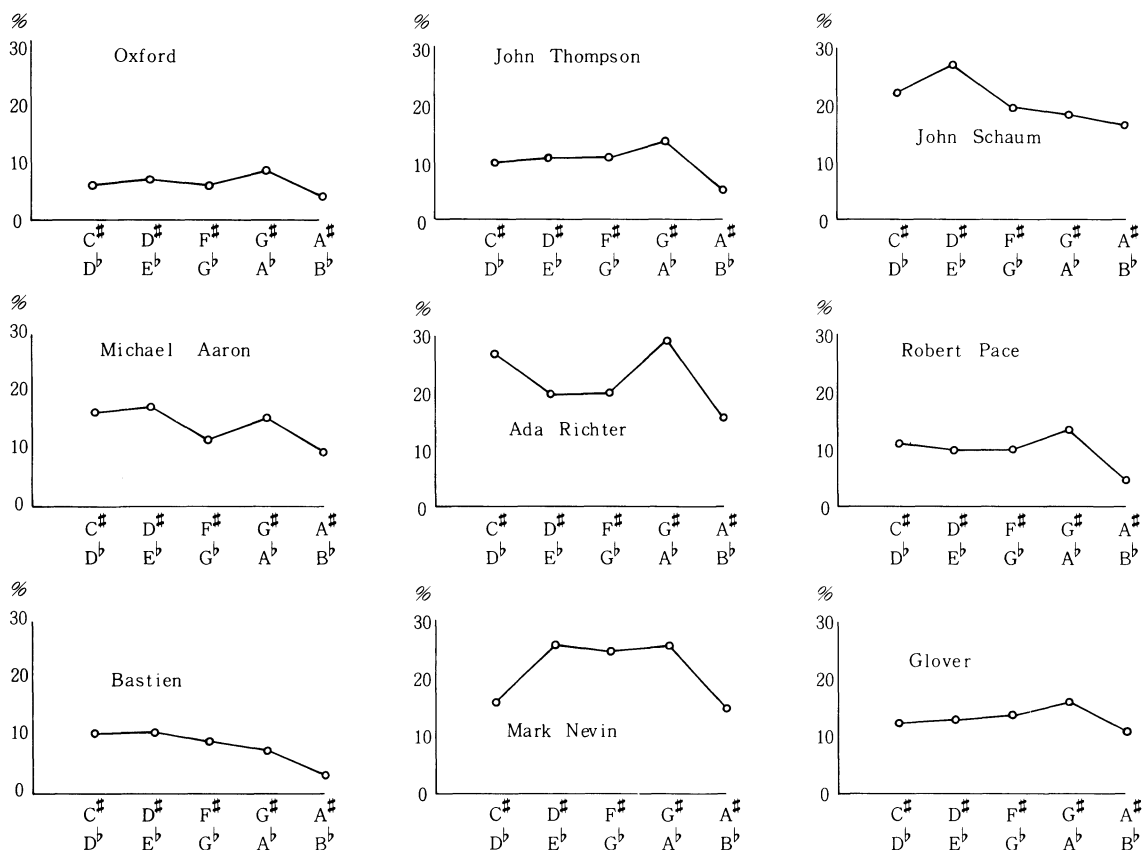 %
30
Oxford
20
10
0
C♯ D♯ F♯ G♯ A♯
D♭ E♭ G♭ A♭ B♭
%
30
John Thompson
20
10
0
C♯ D♯ F♯ G♯ A♯
D♭ E♭ G♭ A♭ B♭
%
30
20
John Schaum
10
0
C♯ D♯ F♯ G♯ A♯
D♭ E♭ G♭ A♭ B♭
%
30
Michael Aaron
20
10
0
C♯ D♯ F♯ G♯ A♯
D♭ E♭ G♭ A♭ B♭
%
30
20
Ada Richter
10
0
C♯ D♯ F♯ G♯ A♯
D♭ E♭ G♭ A♭ B♭
%
30
Robert Pace
20
10
0
C♯ D♯ F♯ G♯ A♯
D♭ E♭ G♭ A♭ B♭
%
30
20
Bastien
10
0
C♯ D♯ F♯ G♯ A♯
D♭ E♭ G♭ A♭ B♭
%
30
20
Mark Nevin
10
0
C♯ D♯ F♯ G♯ A♯
D♭ E♭ G♭ A♭ B♭
%
30
Glover
20
10
0
C♯ D♯ F♯ G♯ A♯
D♭ E♭ G♭ A♭ B♭